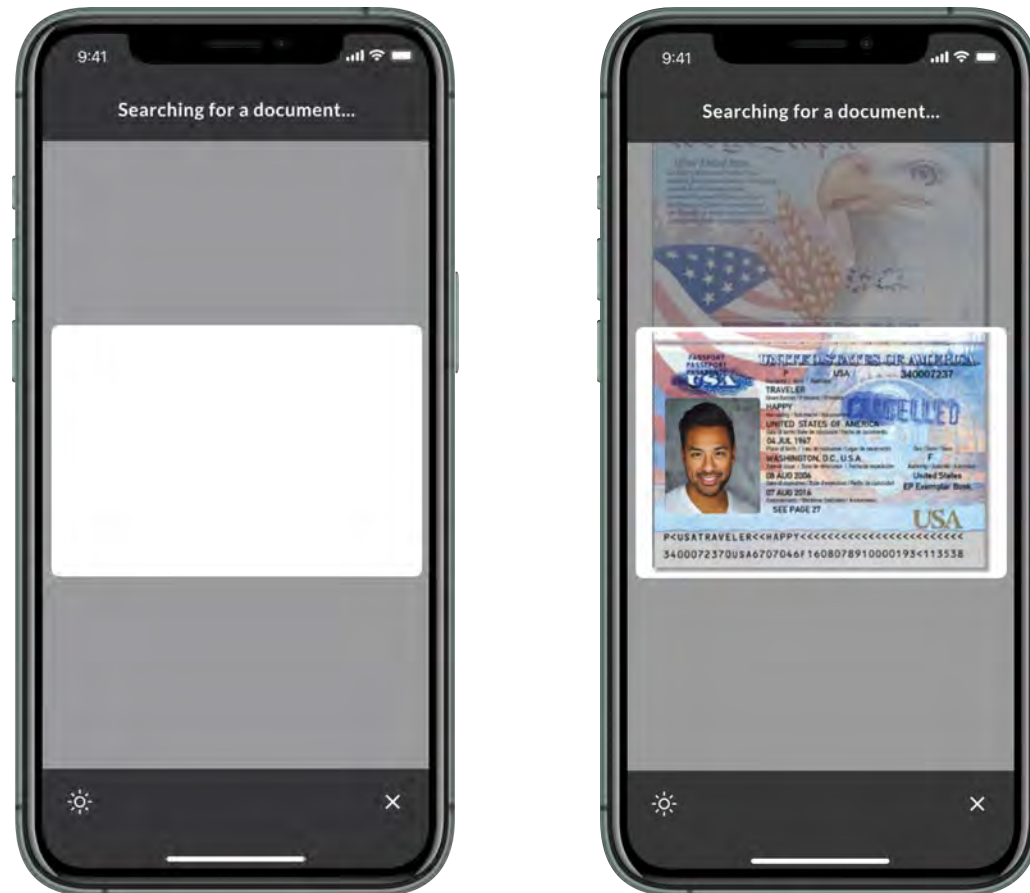 9:41
Searching for a document...
9:41
Searching for a document...
PASSPORT
PASSEPORT
PASAPORTE
USA
UNITED STATES OF AMERICA
P USA 340007237
TRAVELER
HAPPY
CANCELLED
UNITED STATES OF AMERICA
04 JUL 1967
WASHINGTON, D.C., U.S.A. F
08 AUG 2006 United States
07 AUG 2016 EP Exemplar Book
SEE PAGE 27
USA
P<USATRAVELER<<HAPPY<<<<<<<<<<<<<<<<<<<<<<<<<<
3400072370USA6707046F1608078910000193<113538